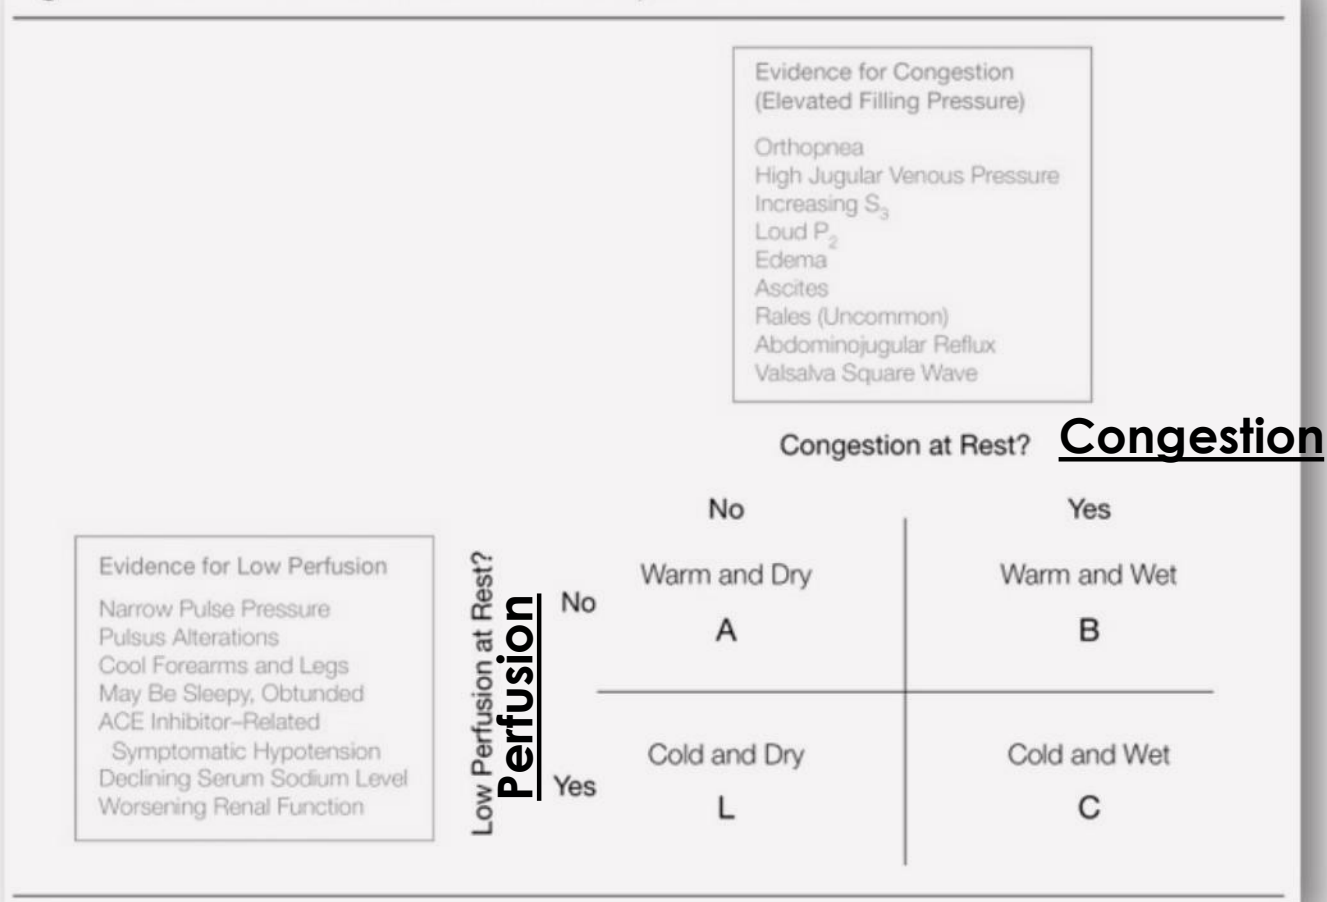 Evidence for Congestion
(Elevated Filling Pressure)
Orthopnea
High Jugular Venous Pressure
Increasing S₃
Loud P₂
Edema
Ascites
Rales (Uncommon)
Abdominojugular Reflux
Valsalva Square Wave
Congestion at Rest? Congestion
No Yes
Evidence for Low Perfusion
Narrow Pulse Pressure
Pulsus Alterations
Cool Forearms and Legs
May Be Sleepy, Obtunded
ACE Inhibitor–Related
Symptomatic Hypotension
Declining Serum Sodium Level
Worsening Renal Function
Low Perfusion at Rest?
Perfusion
No
Warm and Dry Warm and Wet
A B
Yes
Cold and Dry Cold and Wet
L C